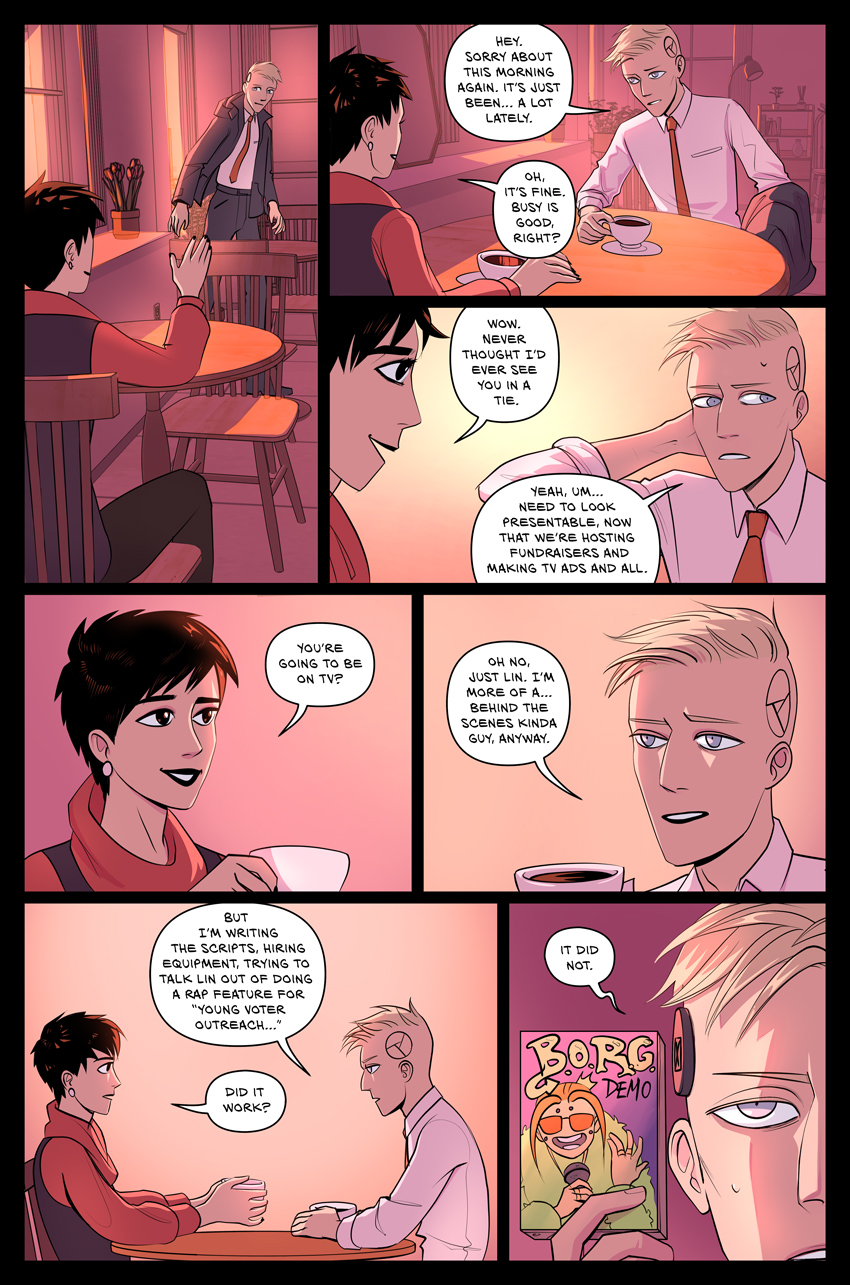 HEY.
SORRY ABOUT
THIS MORNING
AGAIN. IT'S JUST
BEEN... A LOT
LATELY.
OH,
IT'S FINE.
BUSY IS
GOOD,
RIGHT?
WOW.
NEVER
THOUGHT I'D
EVER SEE
YOU IN A
TIE.
YEAH, UM...
NEED TO LOOK
PRESENTABLE, NOW
THAT WE'RE HOSTING
FUNDRAISERS AND
MAKING TV ADS AND ALL.
YOU'RE
GOING TO BE
ON TV?
OH NO,
JUST LIN. I'M
MORE OF A...
BEHIND THE
SCENES KINDA
GUY, ANYWAY.
BUT
I'M WRITING
THE SCRIPTS, HIRING
EQUIPMENT, TRYING TO
TALK LIN OUT OF DOING
A RAP FEATURE FOR
"YOUNG VOTER
OUTREACH..."
DID IT
WORK?
IT DID
NOT.
B.O.R.G.
DEMO